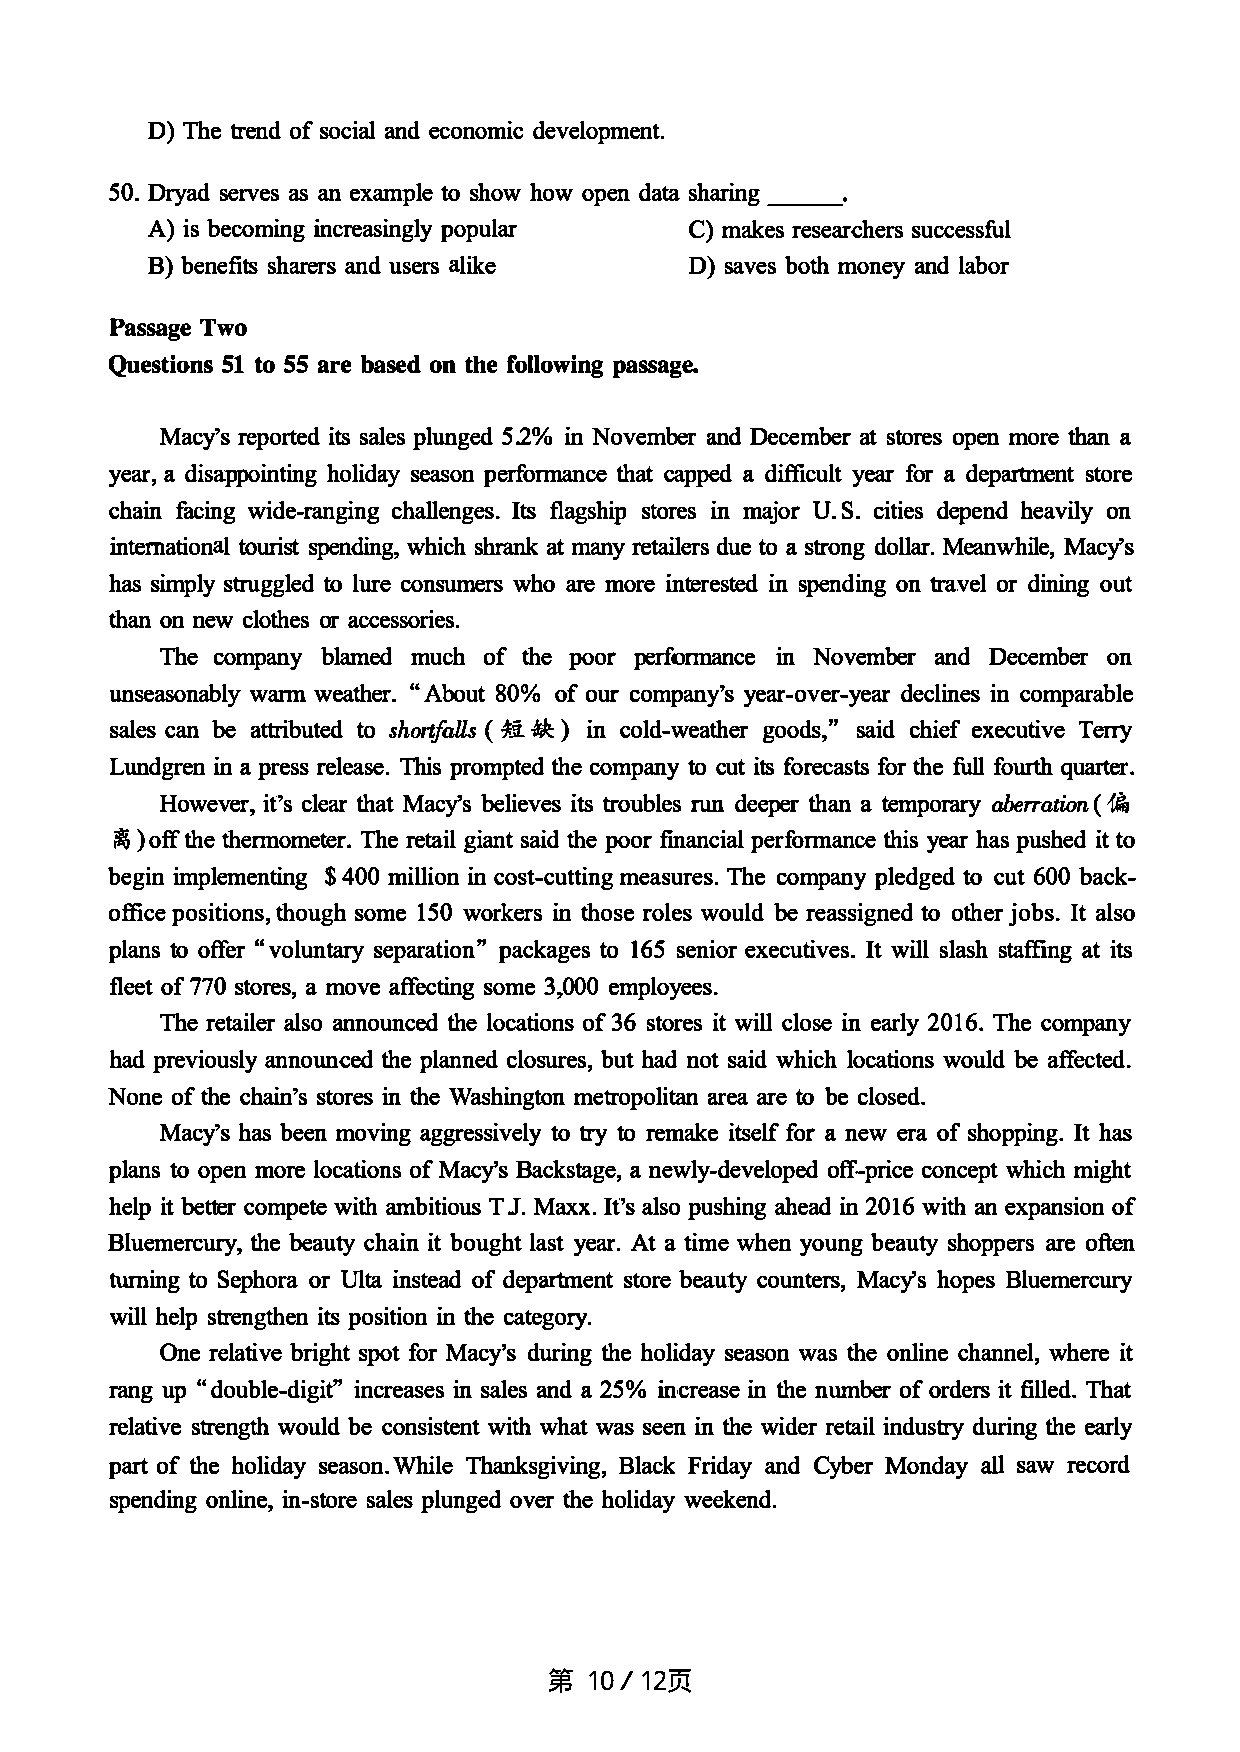 D) The trend of social and economic development.
50. Dryad serves as an example to show how open data sharing ______.
A) is becoming increasingly popular C) makes researchers successful
B) benefits sharers and users alike D) saves both money and labor
Passage Two
Questions 51 to 55 are based on the following passage.
Macy's reported its sales plunged 5.2% in November and December at stores open more than a
year, a disappointing holiday season performance that capped a difficult year for a department store
chain facing wide-ranging challenges. Its flagship stores in major U.S. cities depend heavily on
international tourist spending, which shrank at many retailers due to a strong dollar. Meanwhile, Macy's
has simply struggled to lure consumers who are more interested in spending on travel or dining out
than on new clothes or accessories.
The company blamed much of the poor performance in November and December on
unseasonably warm weather. "About 80% of our company's year-over-year declines in comparable
sales can be attributed to shortfalls (短缺) in cold-weather goods," said chief executive Terry
Lundgren in a press release. This prompted the company to cut its forecasts for the full fourth quarter.
However, it's clear that Macy's believes its troubles run deeper than a temporary aberration (偏
离) off the thermometer. The retail giant said the poor financial performance this year has pushed it to
begin implementing $400 million in cost-cutting measures. The company pledged to cut 600 back-
office positions, though some 150 workers in those roles would be reassigned to other jobs. It also
plans to offer "voluntary separation" packages to 165 senior executives. It will slash staffing at its
fleet of 770 stores, a move affecting some 3,000 employees.
The retailer also announced the locations of 36 stores it will close in early 2016. The company
had previously announced the planned closures, but had not said which locations would be affected.
None of the chain's stores in the Washington metropolitan area are to be closed.
Macy's has been moving aggressively to try to remake itself for a new era of shopping. It has
plans to open more locations of Macy's Backstage, a newly-developed off-price concept which might
help it better compete with ambitious T.J. Maxx. It's also pushing ahead in 2016 with an expansion of
Bluemercury, the beauty chain it bought last year. At a time when young beauty shoppers are often
turning to Sephora or Ulta instead of department store beauty counters, Macy's hopes Bluemercury
will help strengthen its position in the category.
One relative bright spot for Macy's during the holiday season was the online channel, where it
rang up "double-digit" increases in sales and a 25% increase in the number of orders it filled. That
relative strength would be consistent with what was seen in the wider retail industry during the early
part of the holiday season. While Thanksgiving, Black Friday and Cyber Monday all saw record
spending online, in-store sales plunged over the holiday weekend.
第 10 / 12页